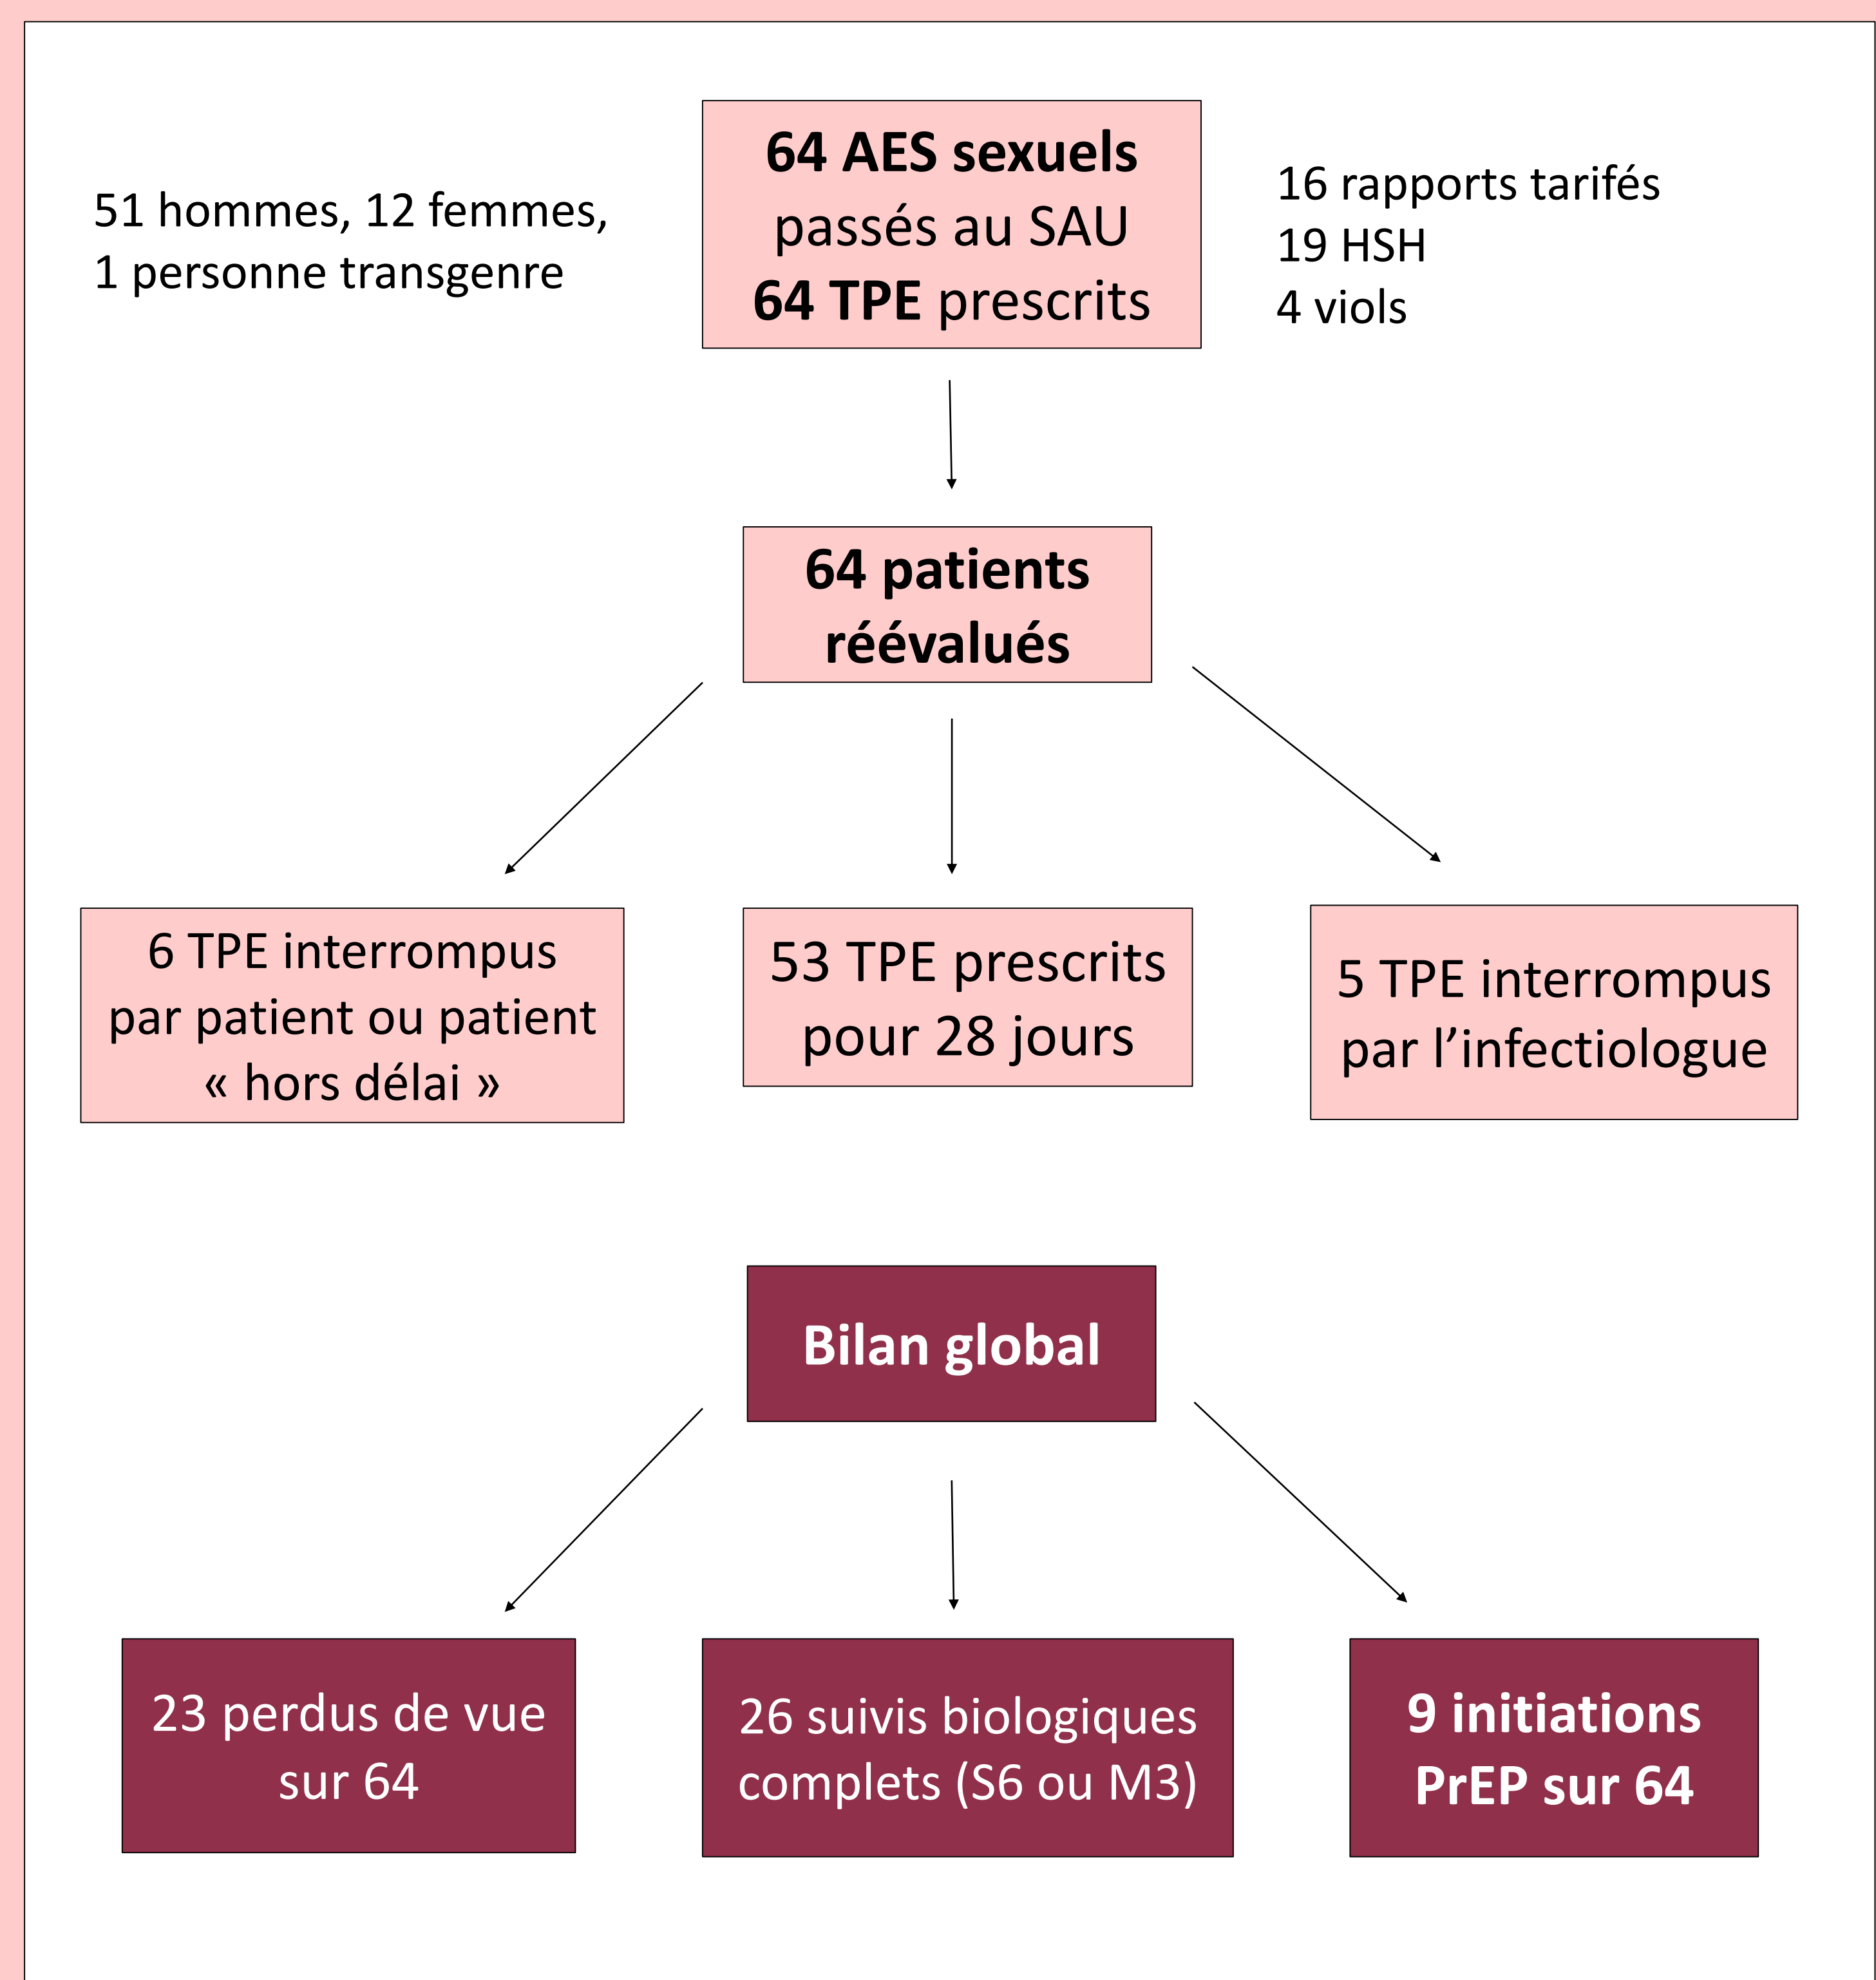 64 AES sexuels
passés au SAU
64 TPE prescrits
51 hommes, 12 femmes,
1 personne transgenre
16 rapports tarifés
19 HSH
4 viols
64 patients
réévalués
6 TPE interrompus
par patient ou patient
« hors délai »
53 TPE prescrits
pour 28 jours
5 TPE interrompus
par l’infectiologue
Bilan global
23 perdus de vue
sur 64
26 suivis biologiques
complets (S6 ou M3)
9 initiations
PrEP sur 64